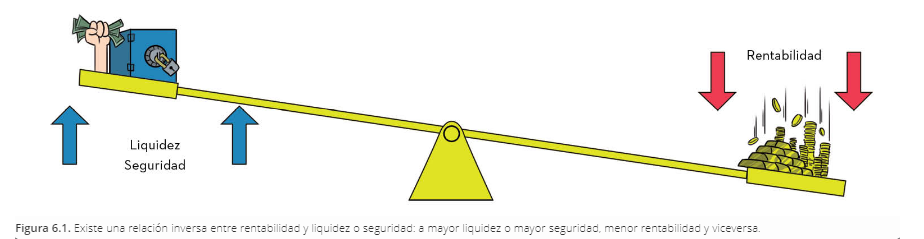 Rentabilidad
Liquidez
Seguridad
Figura 6.1. Existe una relación inversa entre rentabilidad y liquidez o seguridad: a mayor liquidez o mayor seguridad, menor rentabilidad y viceversa.